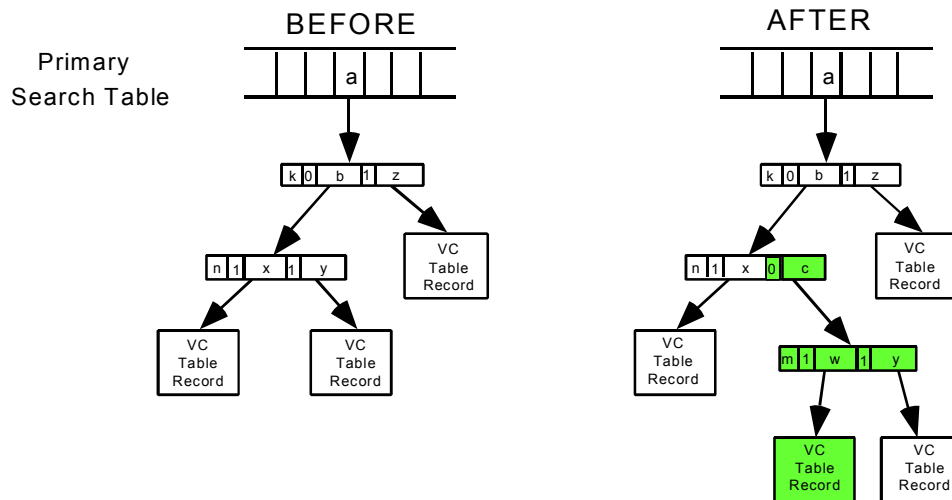 BEFORE
AFTER
Primary
Search Table
a
a
k 0 b 1 z
k 0 b 1 z
n 1 x 1 y
VC
Table
Record
n 1 x 0 c
VC
Table
Record
VC
Table
Record
VC
Table
Record
VC
Table
Record
m 1 w 1 y
VC
Table
Record
VC
Table
Record